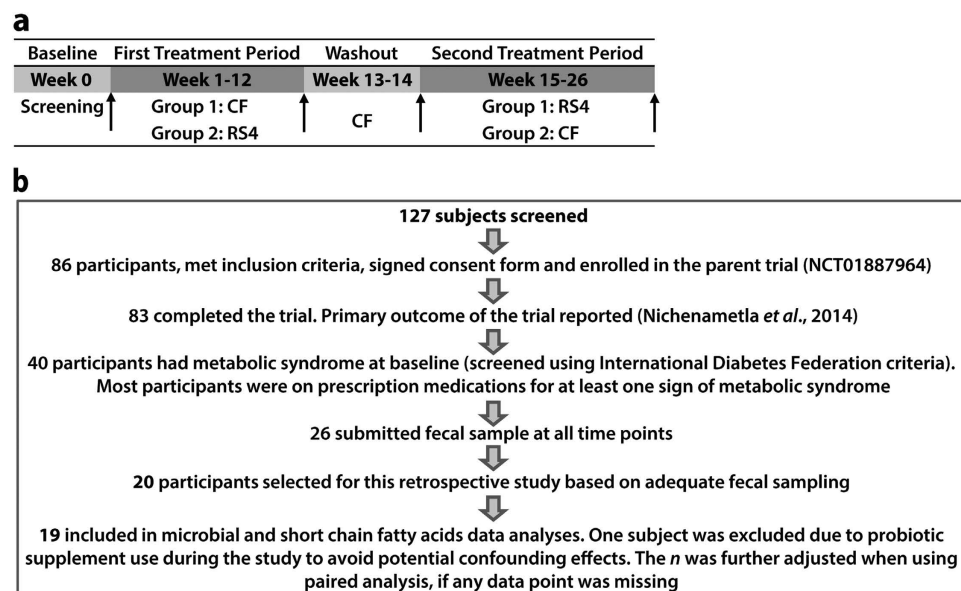 a
Baseline First Treatment Period Washout Second Treatment Period
Week 0 Week 1-12 Week 13-14 Week 15-26
Screening Group 1: CF CF Group 1: RS4
Group 2: RS4 Group 2: CF
b
127 subjects screened
86 participants, met inclusion criteria, signed consent form and enrolled in the parent trial (NCT01887964)
83 completed the trial. Primary outcome of the trial reported (Nichenametla et al., 2014)
40 participants had metabolic syndrome at baseline (screened using International Diabetes Federation criteria).
Most participants were on prescription medications for at least one sign of metabolic syndrome
26 submitted fecal sample at all time points
20 participants selected for this retrospective study based on adequate fecal sampling
19 included in microbial and short chain fatty acids data analyses. One subject was excluded due to probiotic
supplement use during the study to avoid potential confounding effects. The n was further adjusted when using
paired analysis, if any data point was missing